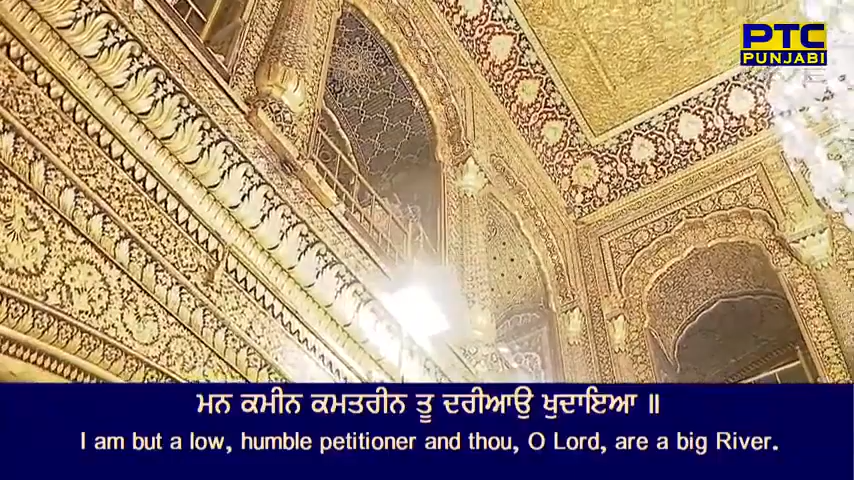 PTC
PUNJABI
LIVE
ਮਨ ਕਮੀਨ ਕਮਤਰੀਨ ਤੂ ਦਰੀਆਉ ਖੁਦਾਇਆ ॥
I am but a low, humble petitioner and thou, O Lord, are a big River.